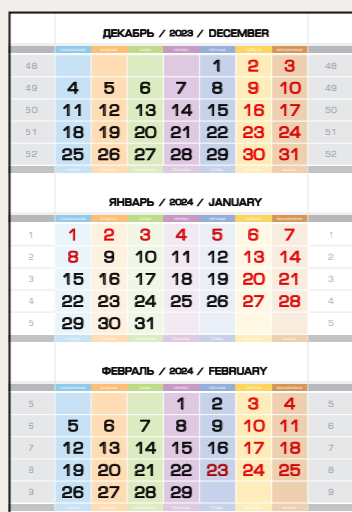 ДЕКАБРЬ / 2023 / DECEMBER
48 1 2 3 48
49 4 5 6 7 8 9 10 49
50 11 12 13 14 15 16 17 50
51 18 19 20 21 22 23 24 51
52 25 26 27 28 29 30 31 52
ЯНВАРЬ / 2024 / JANUARY
1 1 2 3 4 5 6 7 1
2 8 9 10 11 12 13 14 2
3 15 16 17 18 19 20 21 3
4 22 23 24 25 26 27 28 4
5 29 30 31 5
ФЕВРАЛЬ / 2024 / FEBRUARY
5 1 2 3 4 5
6 5 6 7 8 9 10 11 6
7 12 13 14 15 16 17 18 7
8 19 20 21 22 23 24 25 8
9 26 27 28 29 9